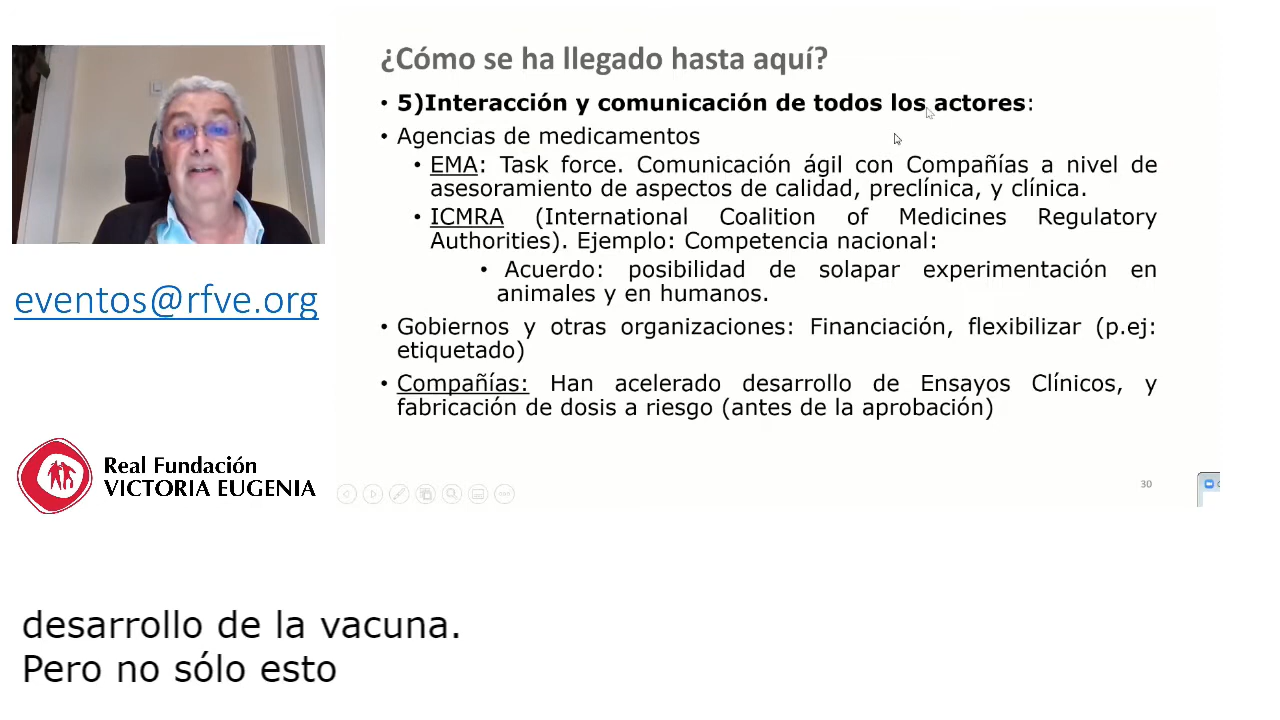 ¿Cómo se ha llegado hasta aquí?
• 5)Interacción y comunicación de todos los actores:
• Agencias de medicamentos
• EMA: Task force. Comunicación ágil con Compañías a nivel de
asesoramiento de aspectos de calidad, preclínica, y clínica.
• ICMRA (International Coalition of Medicines Regulatory
Authorities). Ejemplo: Competencia nacional:
• Acuerdo: posibilidad de solapar experimentación en
animales y en humanos.
• Gobiernos y otras organizaciones: Financiación, flexibilizar (p.ej:
etiquetado)
• Compañías: Han acelerado desarrollo de Ensayos Clínicos, y
fabricación de dosis a riesgo (antes de la aprobación)
30
eventos@rfve.org
Real Fundación
VICTORIA EUGENIA
desarrollo de la vacuna.
Pero no sólo esto